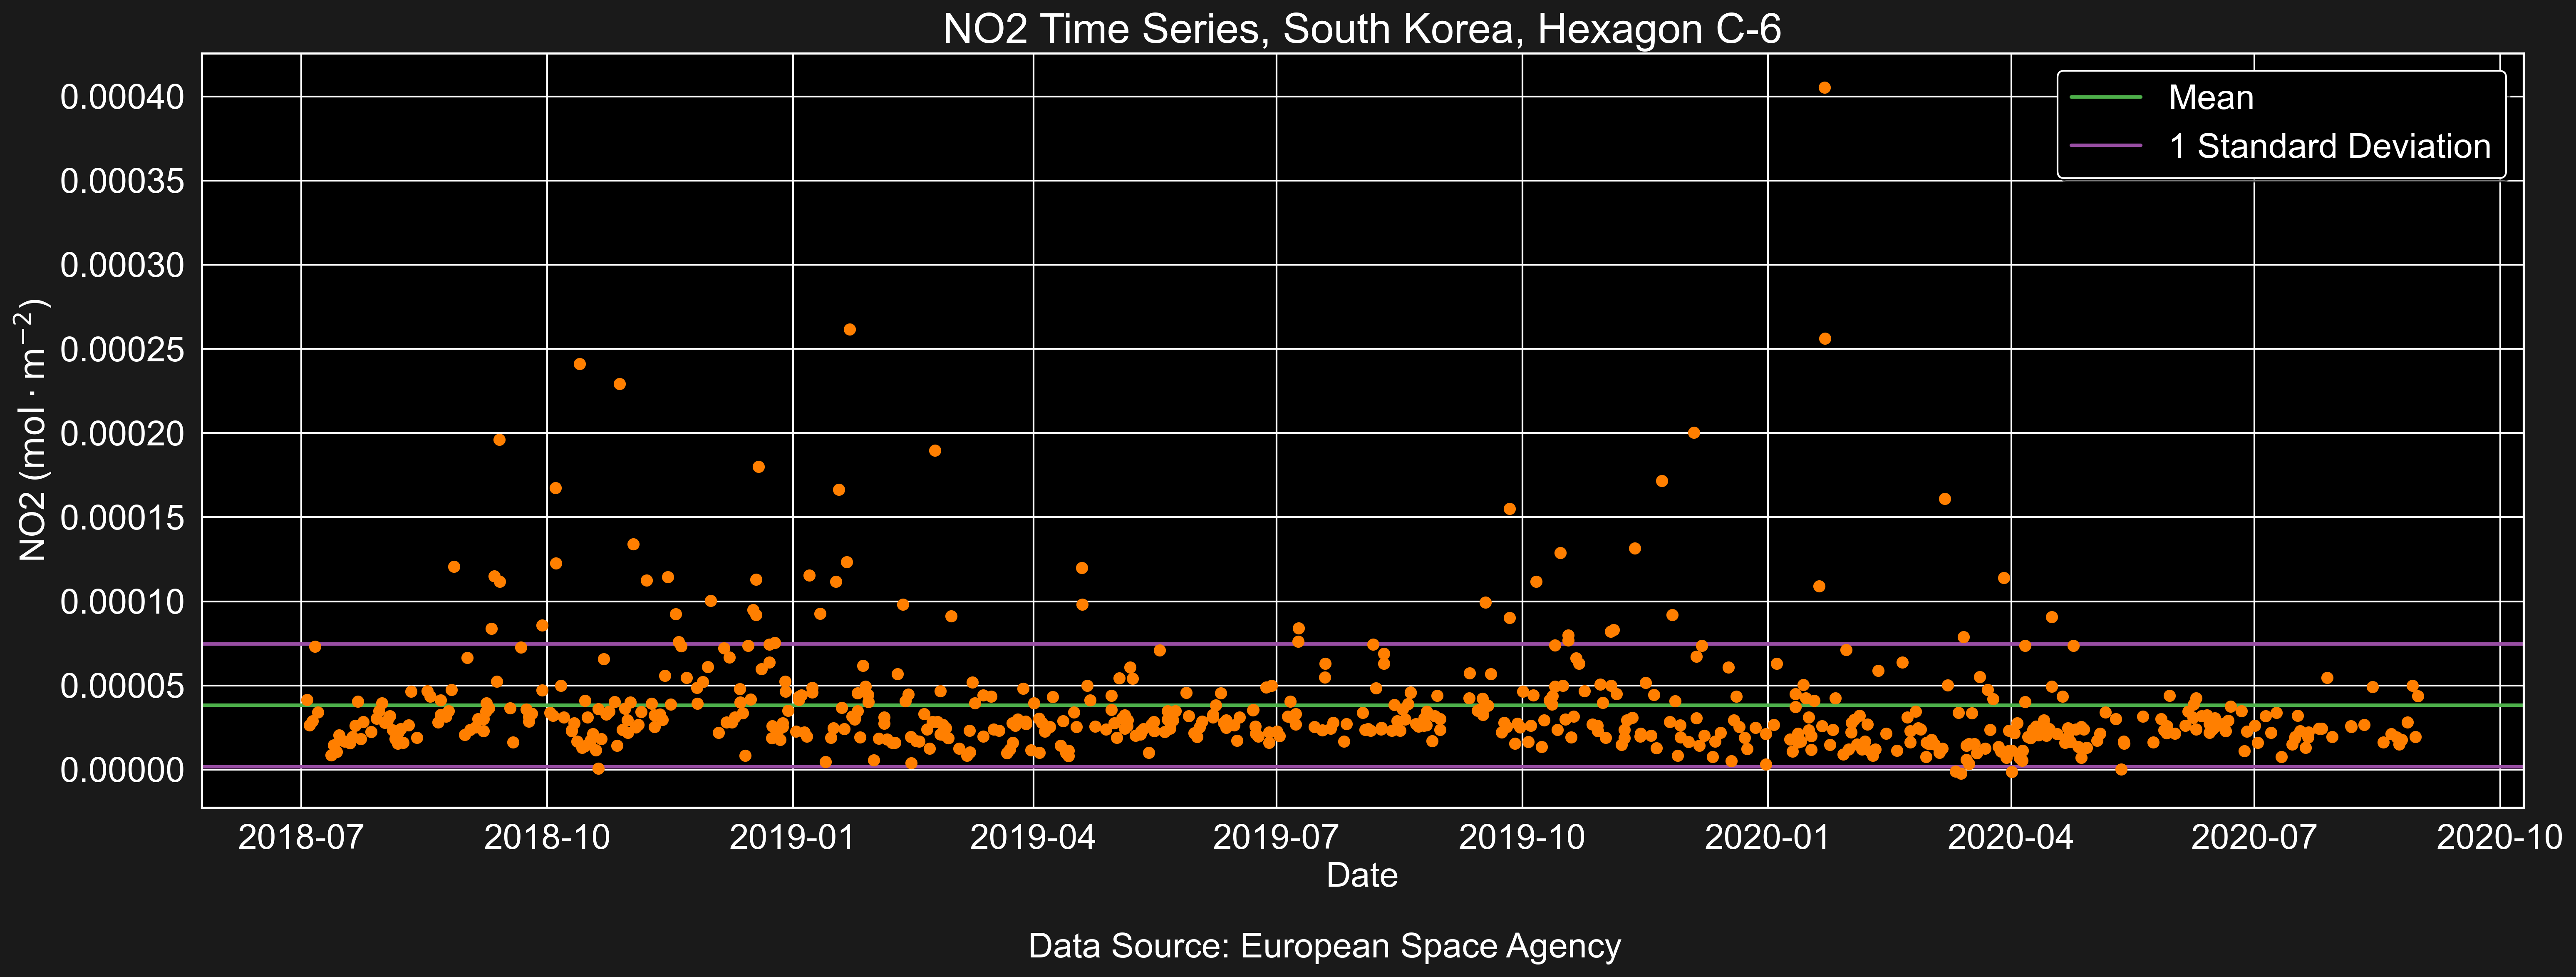 NO2 Time Series, South Korea, Hexagon C-6
Mean
1 Standard Deviation
0.00040
0.00035
0.00030
0.00025
0.00020
0.00015
0.00010
0.00005
0.00000
NO2 (mol · m⁻²)
2018-07 2018-10 2019-01 2019-04 2019-07 2019-10 2020-01 2020-04 2020-07 2020-10
Date
Data Source: European Space Agency